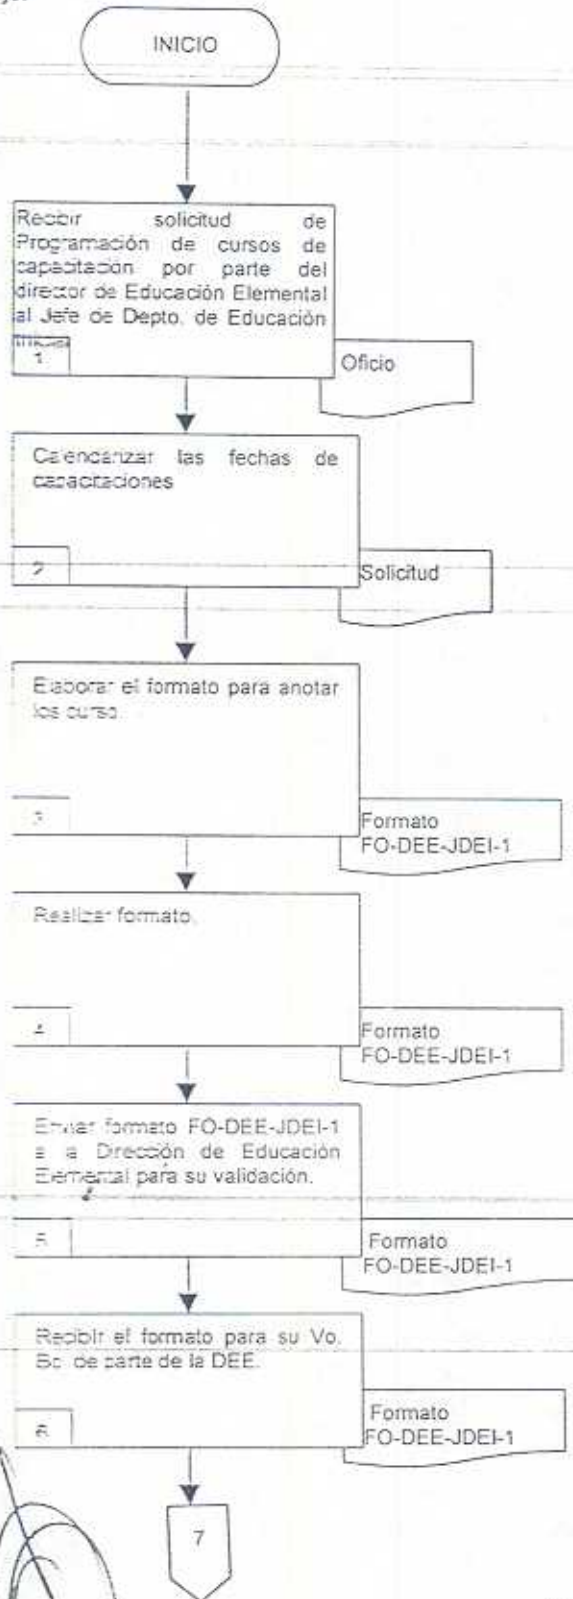 INICIO
Recibir solicitud de
Programación de cursos de
capacitación por parte del
director de Educación Elemental
al Jefe de Depto. de Educación
1
Oficio
Calendarizar las fechas de
capacitaciones
2
Solicitud
Elaborar el formato para anotar
los curso.
3
Formato
FO-DEE-JDEI-1
Realizar formato.
4
Formato
FO-DEE-JDEI-1
Enviar formato FO-DEE-JDEI-1
a la Dirección de Educación
Elemental para su validación.
5
Formato
FO-DEE-JDEI-1
Recibir el formato para su Vo.
Bo. de parte de la DEE.
6
Formato
FO-DEE-JDEI-1
7